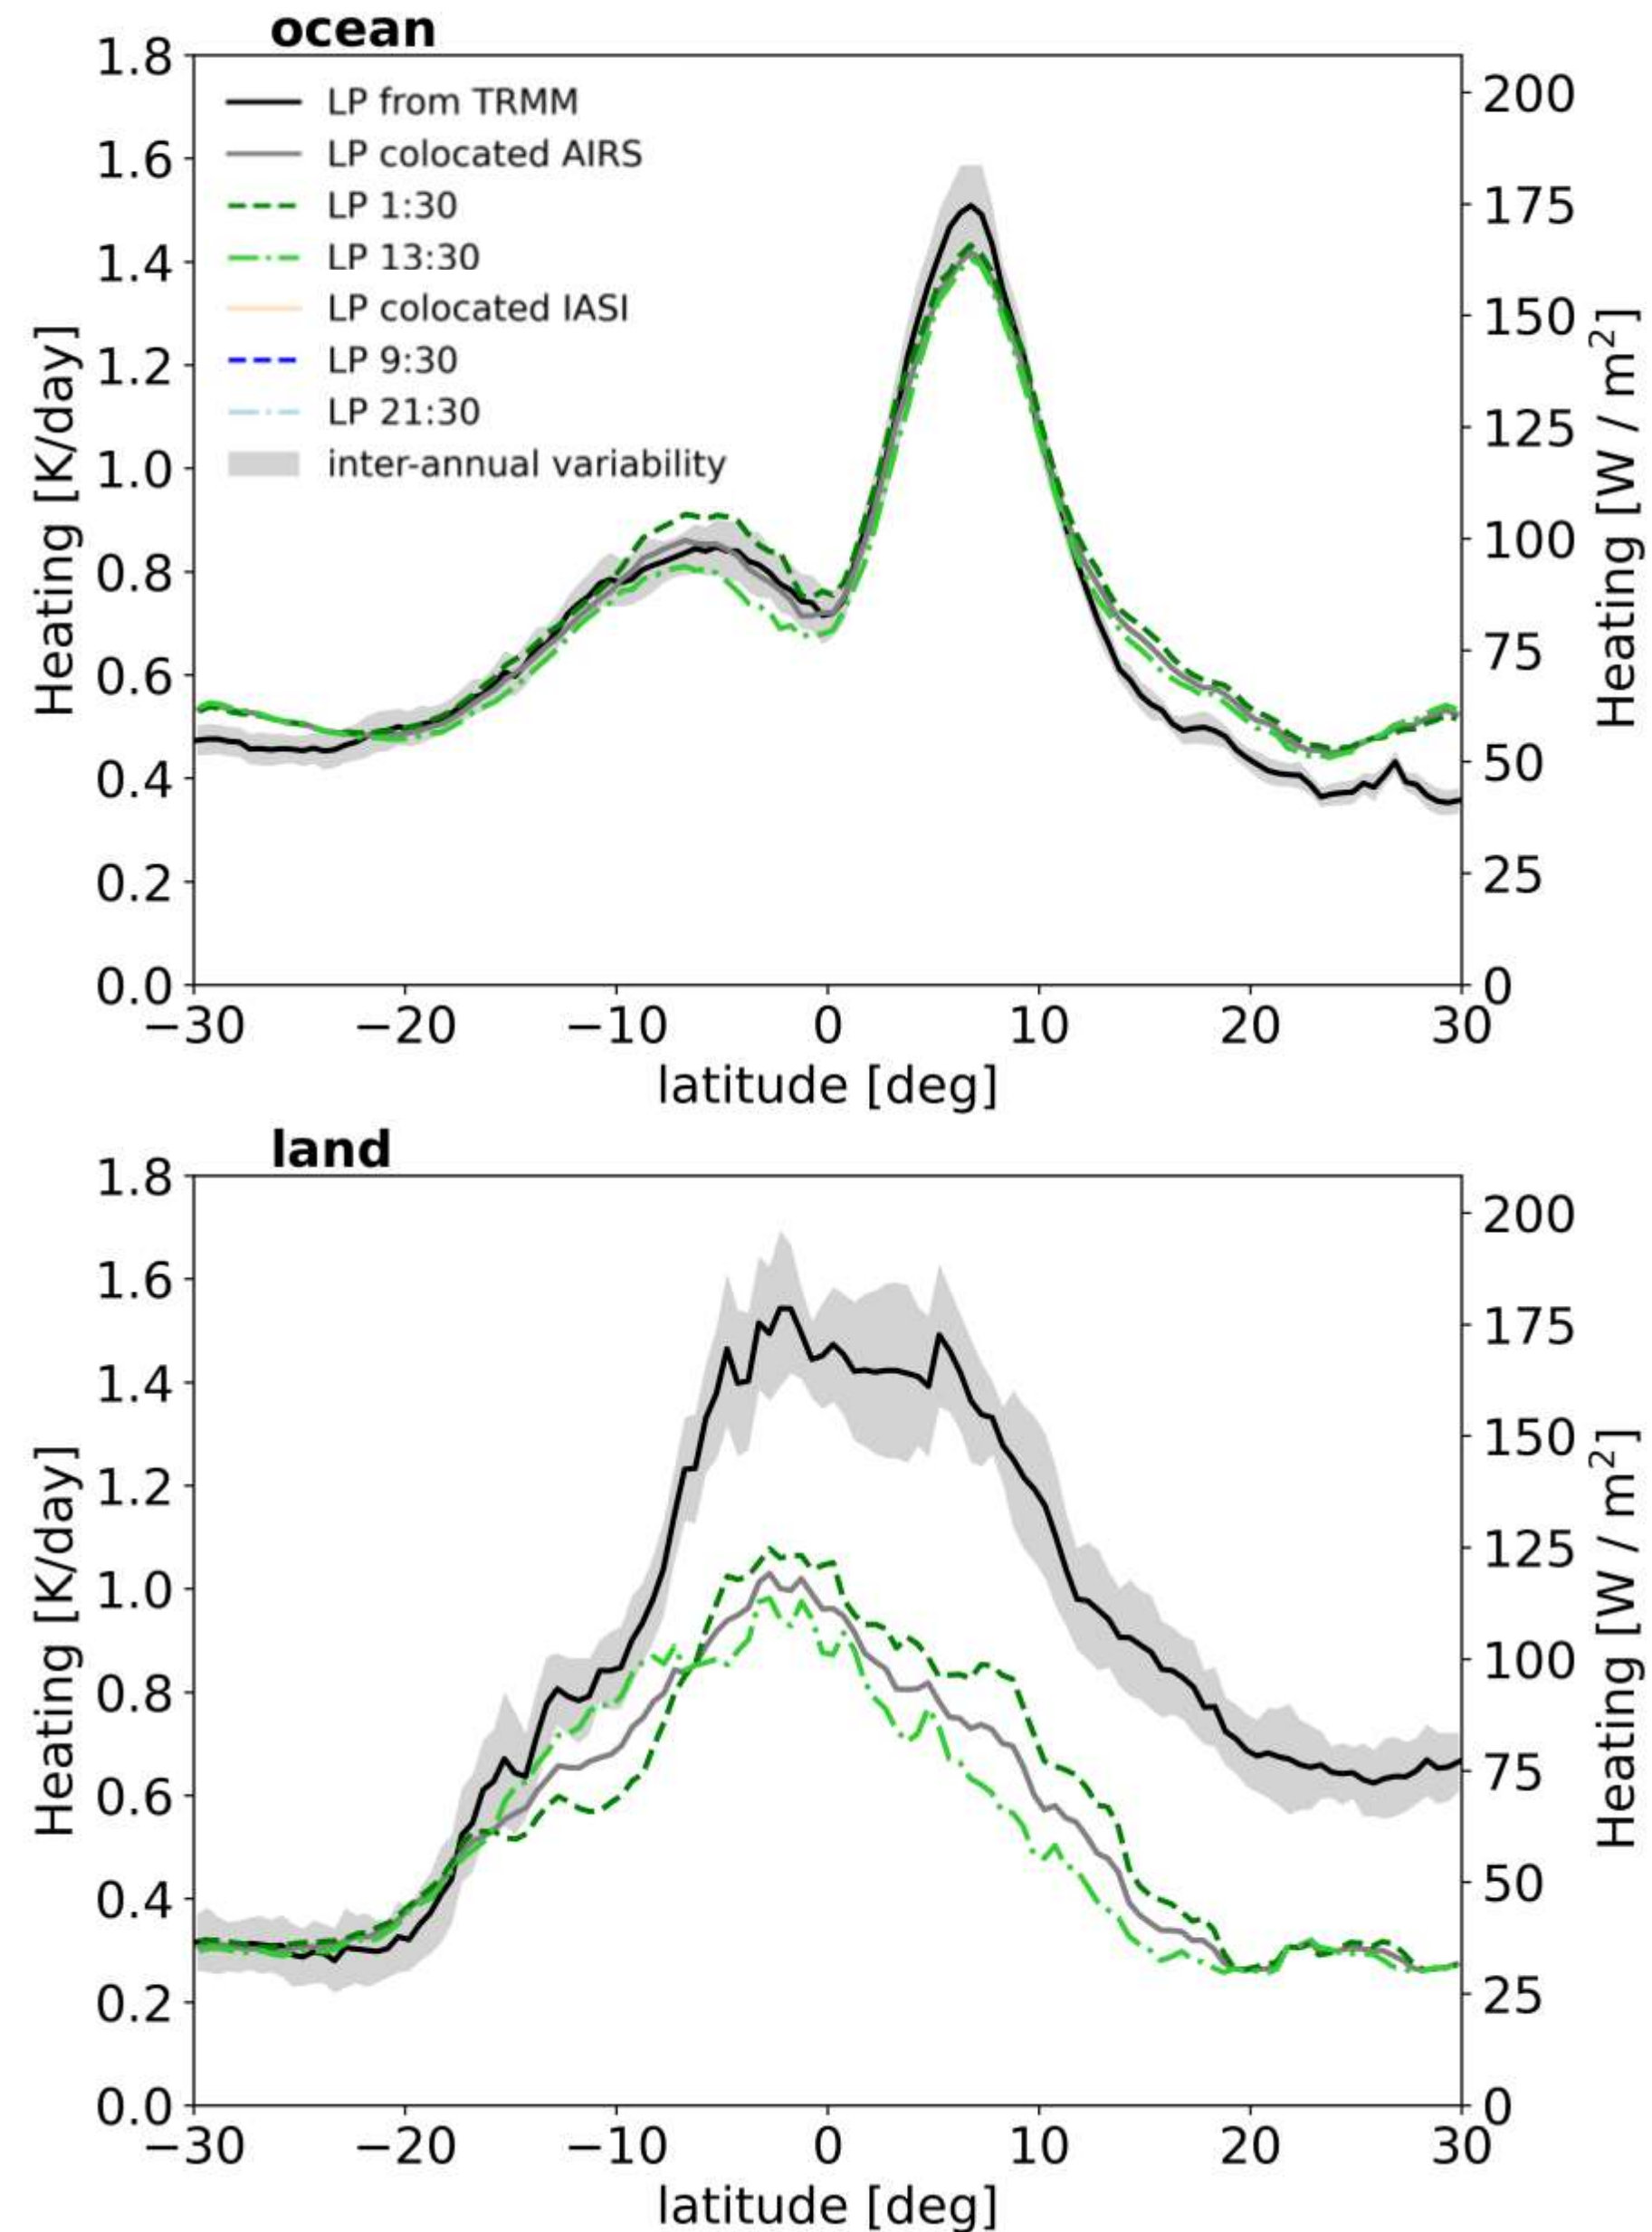 ocean
1.8
1.6
1.4
1.2
1.0
0.8
0.6
0.4
0.2
0.0
Heating [K/day]
LP from TRMM
LP colocated AIRS
LP 1:30
LP 13:30
LP colocated IASI
LP 9:30
LP 21:30
inter-annual variability
200
175
150
125
100
75
50
25
0
Heating [W / m²]
−30 −20 −10 0 10 20 30
latitude [deg]
land
1.8
1.6
1.4
1.2
1.0
0.8
0.6
0.4
0.2
0.0
Heating [K/day]
200
175
150
125
100
75
50
25
0
Heating [W / m²]
−30 −20 −10 0 10 20 30
latitude [deg]